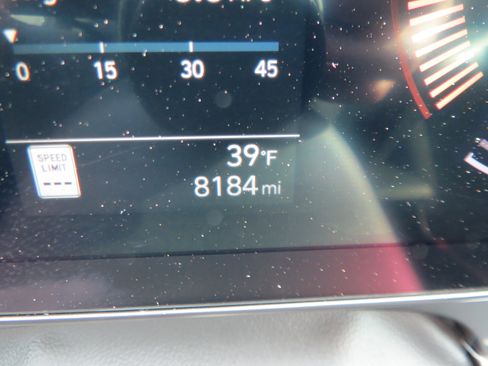 0 15 30 45
SPEED
LIMIT
---
39°F
8184 mi